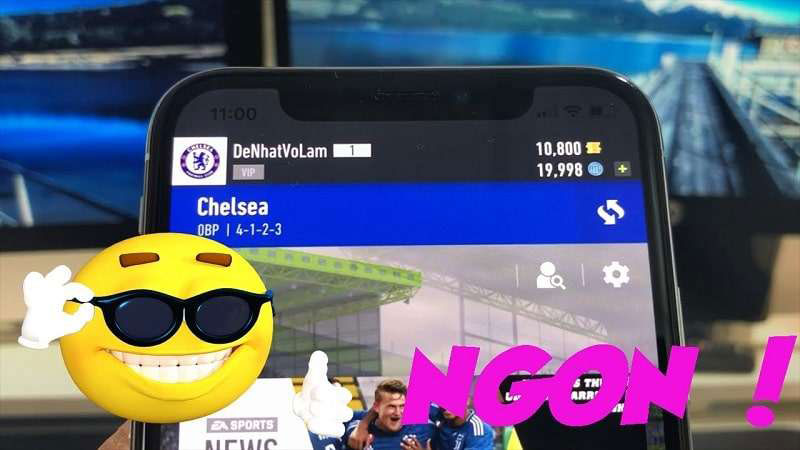 11:00
CHELSEA
DeNhatVoLam 1
10,800
VIP
19,998
Chelsea
OBP | 4-1-2-3
NGON !
EA SPORTS
NEWS